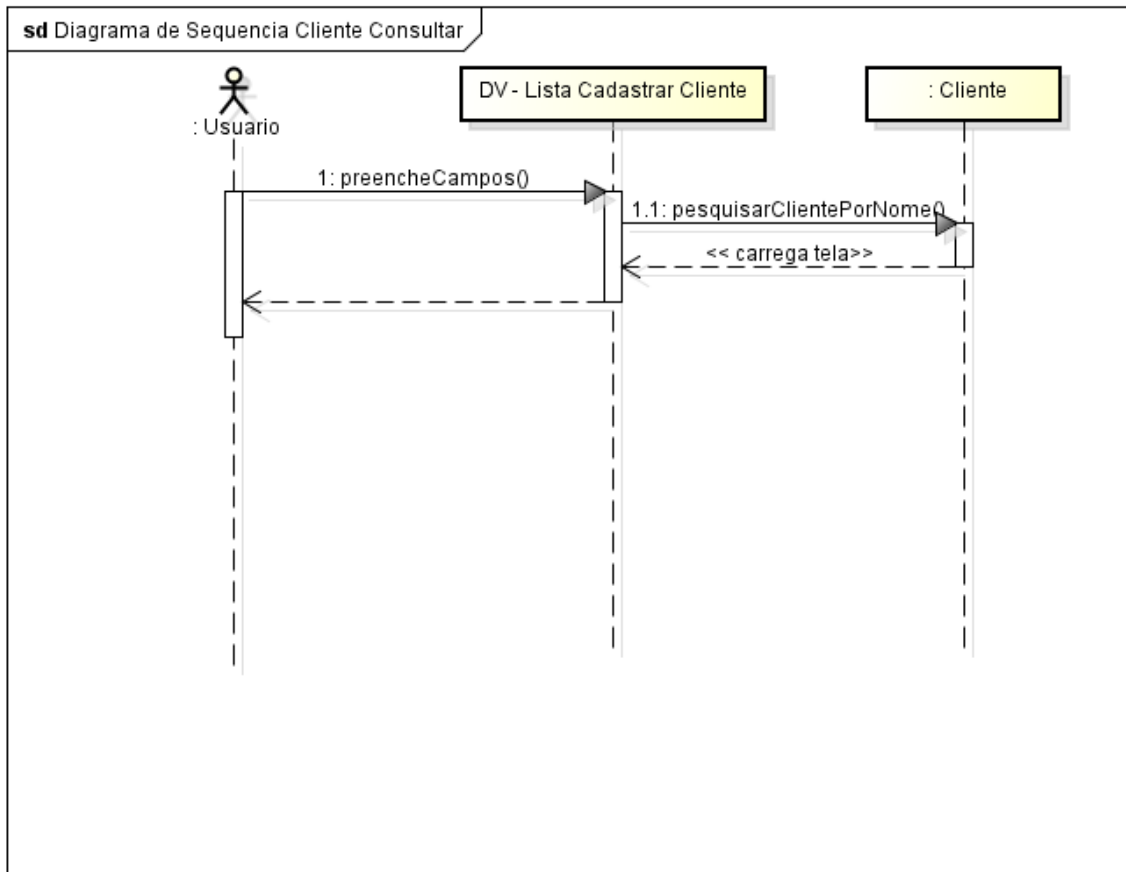 sd Diagrama de Sequencia Cliente Consultar
: Usuario
DV - Lista Cadastrar Cliente
: Cliente
1: preencheCampos()
1.1: pesquisarClientePorNome()
<< carrega tela>>